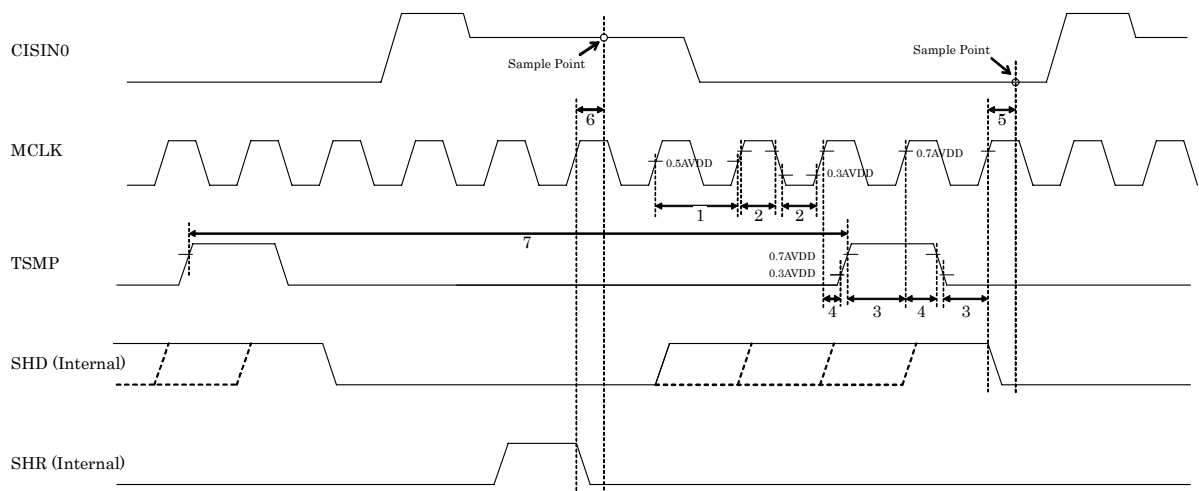 CISIN0
Sample Point
Sample Point
6
5
MCLK
0.5AVDD
0.7AVDD
0.3AVDD
1
2
2
7
TSMP
0.7AVDD
0.3AVDD
4
3
4
3
SHD (Internal)
SHR (Internal)